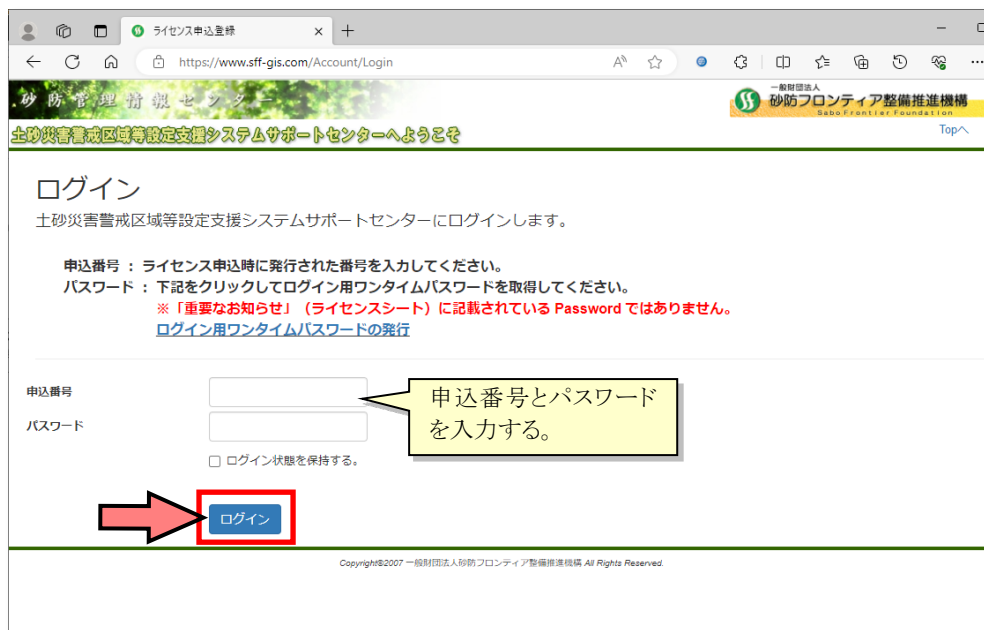 ライセンス申込登録
https://www.sff-gis.com/Account/Login
砂防管理情報センター
一般財団法人
砂防フロンティア整備推進機構
Sabo Frontier Foundation
土砂災害警戒区域等設定支援システムサポートセンターへようこそ
Topへ
ログイン
土砂災害警戒区域等設定支援システムサポートセンターにログインします。
申込番号 : ライセンス申込時に発行された番号を入力してください。
パスワード : 下記をクリックしてログイン用ワンタイムパスワードを取得してください。
※「重要なお知らせ」(ライセンスシート)に記載されている Password ではありません。
ログイン用ワンタイムパスワードの発行
申込番号
申込番号とパスワード
を入力する。
パスワード
ログイン状態を保持する。
ログイン
Copyright©2007 一般財団法人砂防フロンティア整備推進機構 All Rights Reserved.